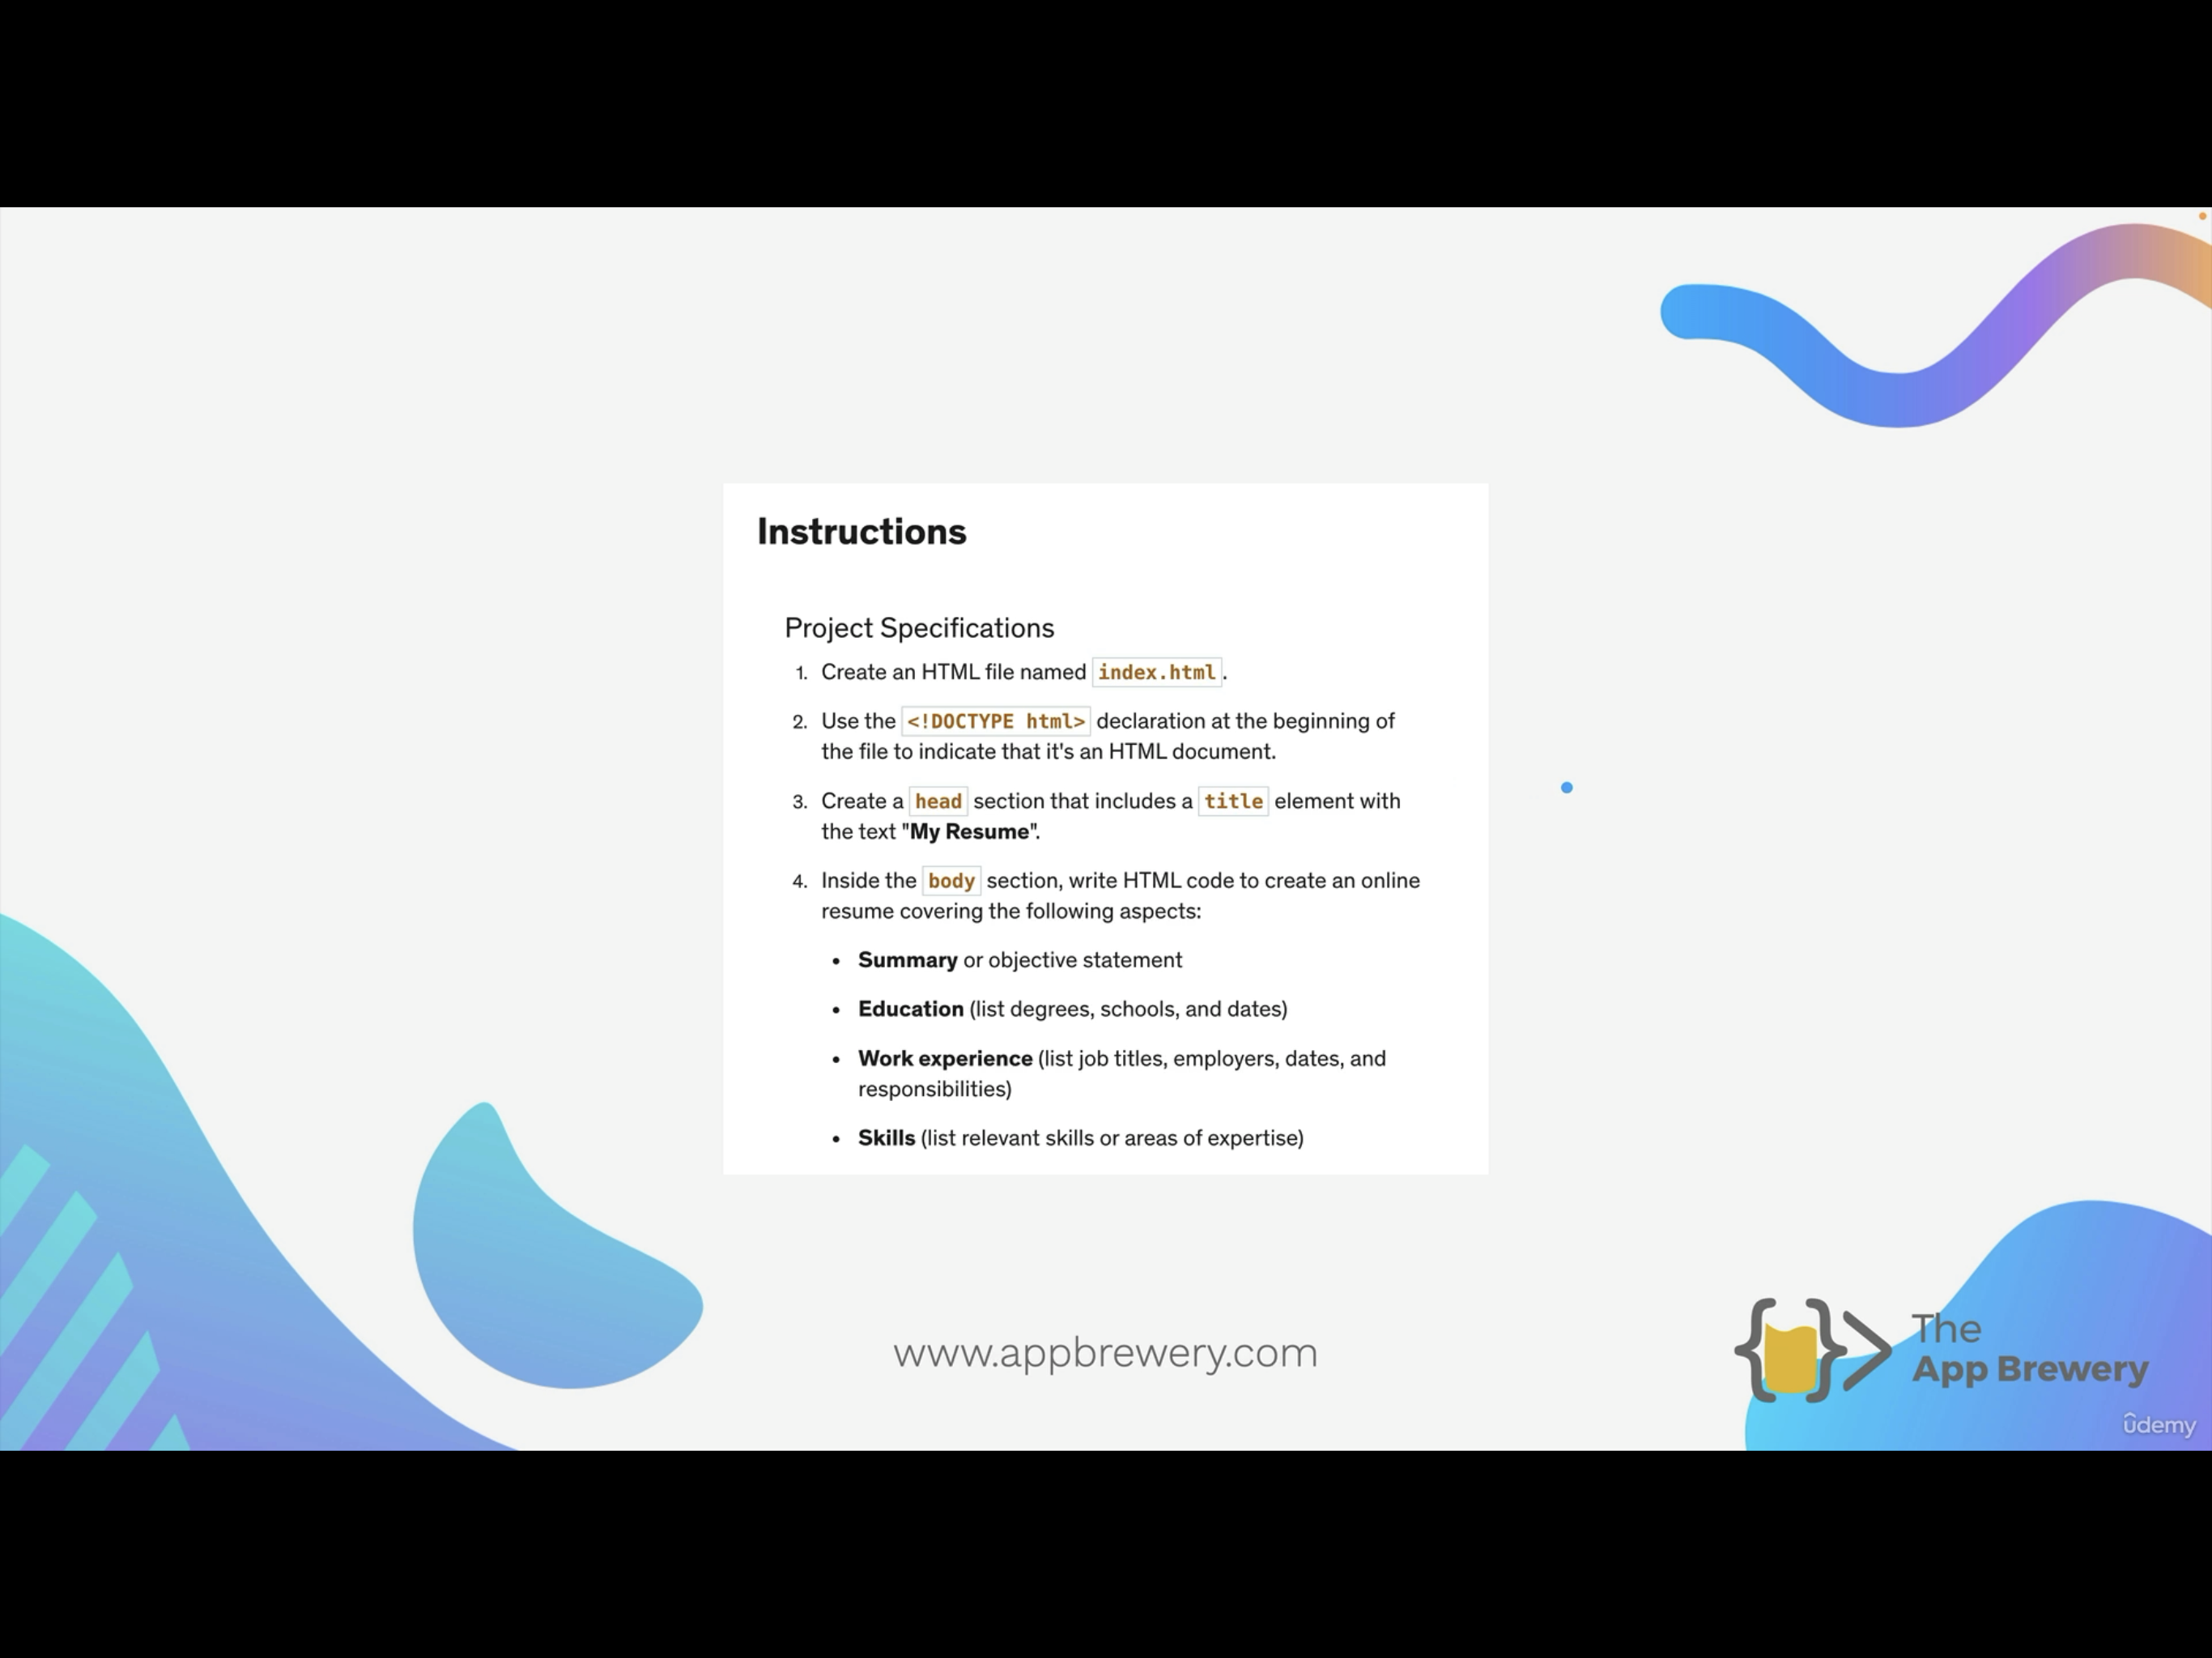 Instructions
Project Specifications
1. Create an HTML file named index.html.
2. Use the <!DOCTYPE html> declaration at the beginning of
the file to indicate that it's an HTML document.
3. Create a head section that includes a title element with
the text "My Resume".
4. Inside the body section, write HTML code to create an online
resume covering the following aspects:
• Summary or objective statement
• Education (list degrees, schools, and dates)
• Work experience (list job titles, employers, dates, and
responsibilities)
• Skills (list relevant skills or areas of expertise)
www.appbrewery.com
The
App Brewery
ûdemy